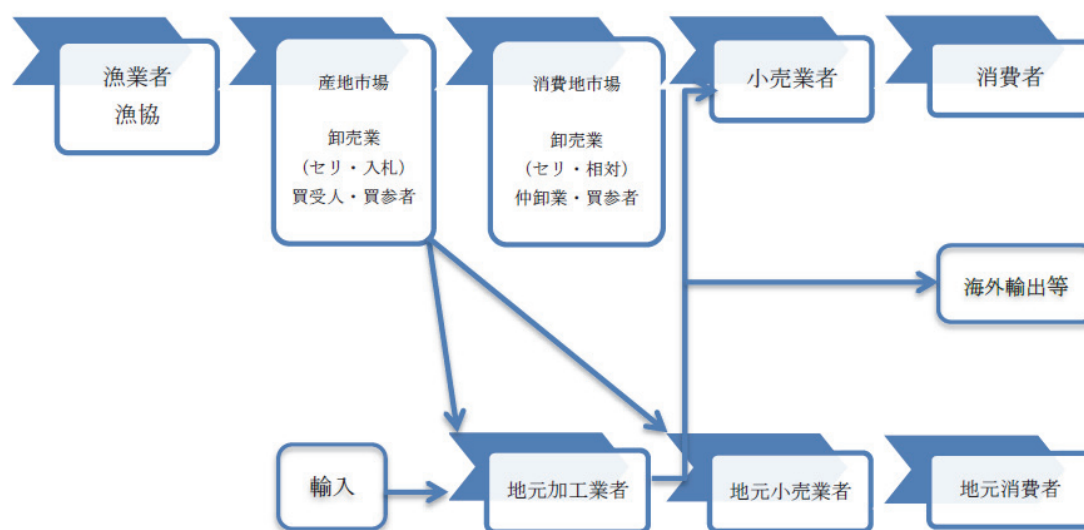 漁業者
漁協
産地市場
卸売業
(セリ・入札)
買受人・買参者
消費地市場
卸売業
(セリ・相対)
仲卸業・買参者
小売業者
消費者
海外輸出等
輸入
地元加工業者
地元小売業者
地元消費者